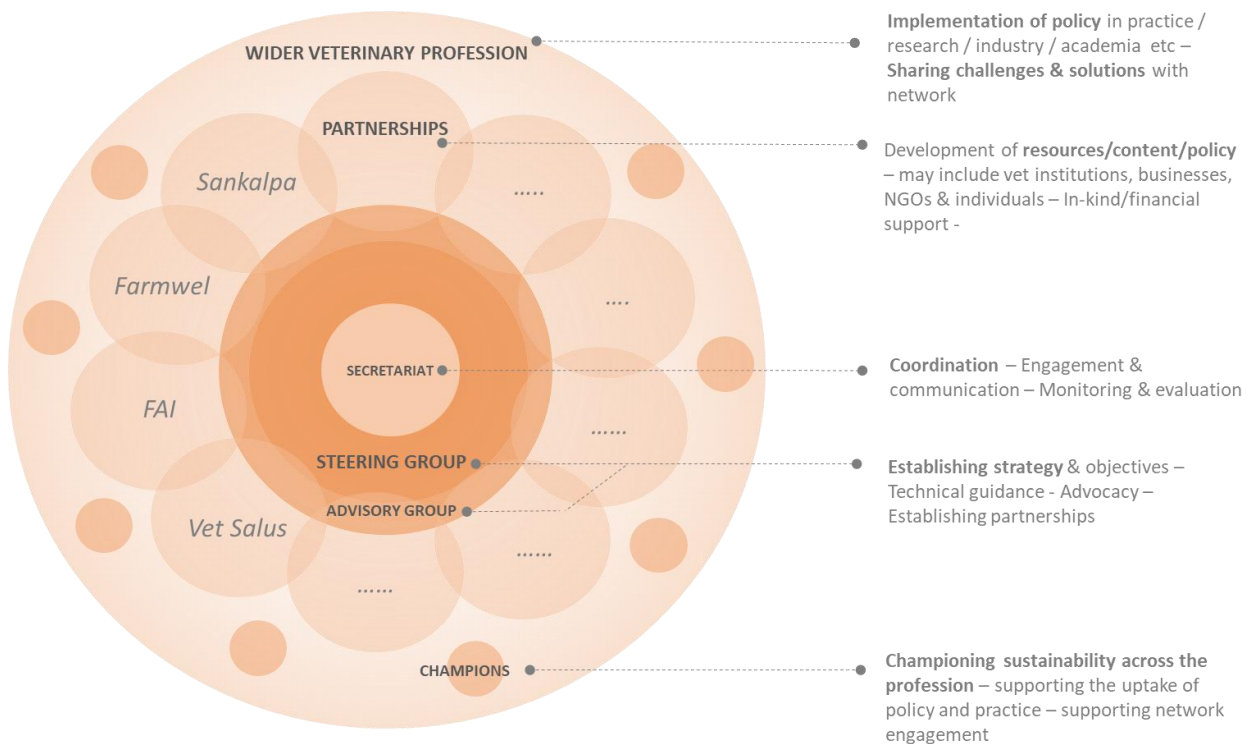 WIDER VETERINARY PROFESSION
PARTNERSHIPS
Sankalpa
.....
Farmwel
....
SECRETARIAT
FAI
......
STEERING GROUP
ADVISORY GROUP
Vet Salus
......
......
CHAMPIONS
Implementation of policy in practice /
research / industry / academia etc –
Sharing challenges & solutions with
network
Development of resources/content/policy
– may include vet institutions, businesses,
NGOs & individuals – In-kind/financial
support -
Coordination – Engagement &
communication – Monitoring & evaluation
Establishing strategy & objectives –
Technical guidance - Advocacy –
Establishing partnerships
Championing sustainability across the
profession – supporting the uptake of
policy and practice – supporting network
engagement